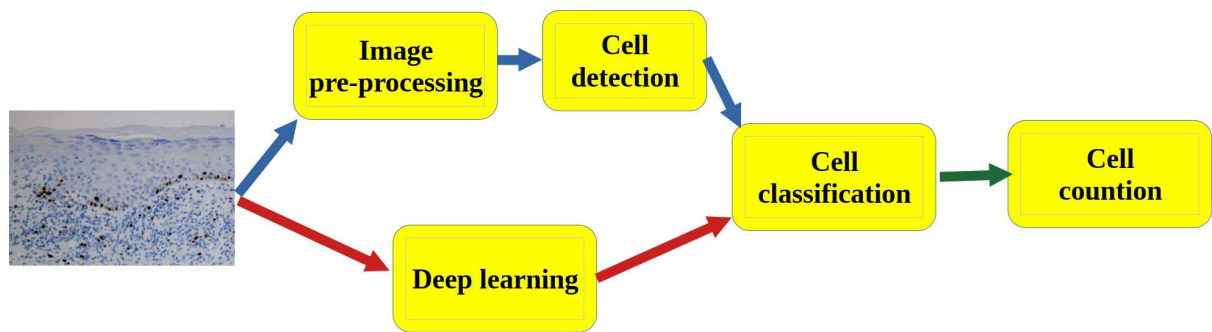 Image
pre-processing
Cell
detection
Cell
classification
Cell
countion
Deep learning